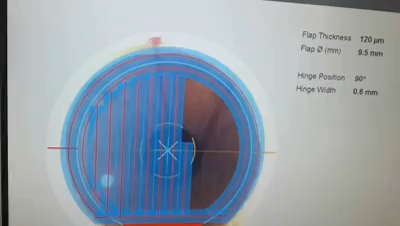 Flap Thickness 120 µm
Flap Ø (mm) 9.5 mm
Hinge Position 90°
Hinge Width 0.6 mm